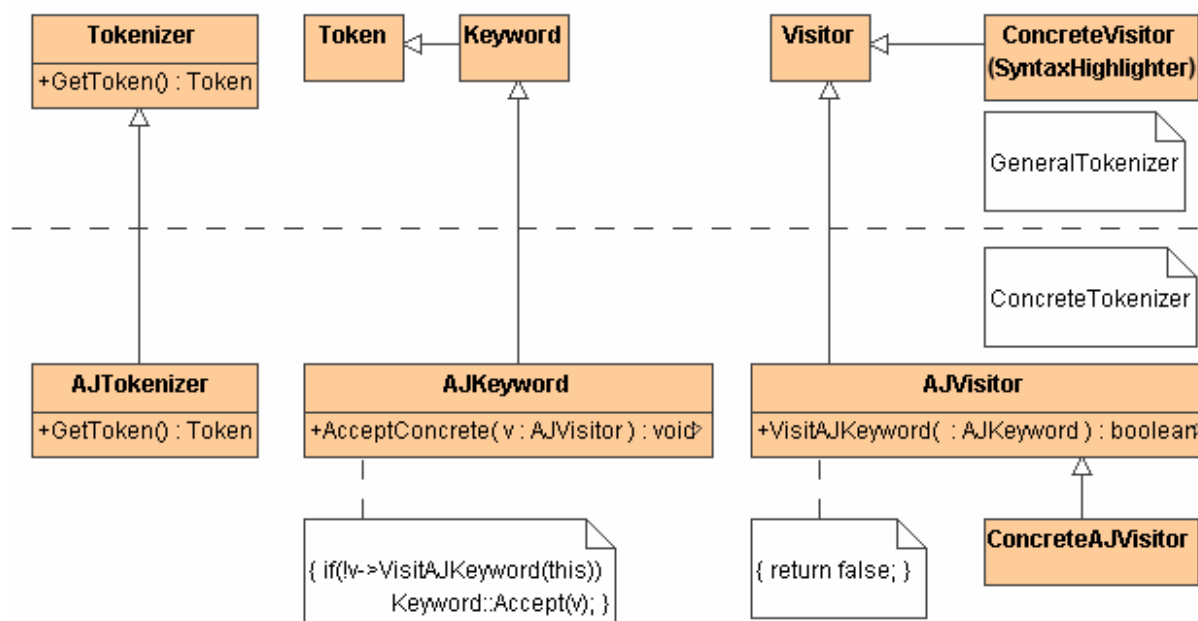 Tokenizer
+GetToken() : Token
Token
Keyword
Visitor
ConcreteVisitor
(SyntaxHighlighter)
GeneralTokenizer
ConcreteTokenizer
AJTokenizer
+GetToken() : Token
AJKeyword
+AcceptConcrete( v : AJVisitor ) : void
AJVisitor
+VisitAJKeyword( : AJKeyword ) : boolean
{ if(!v->VisitAJKeyword(this))
Keyword::Accept(v); }
{ return false; }
ConcreteAJVisitor